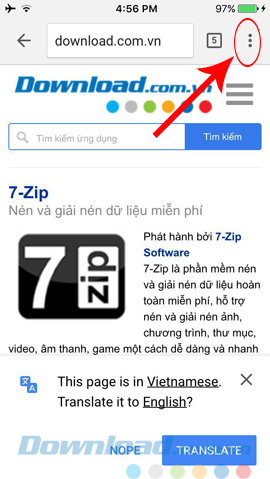 4:56 PM 97%
download.com.vn 5
Download.com.vn
Tìm kiếm ứng dụng Tìm kiếm
7-Zip
Nén và giải nén dữ liệu miễn phí
7 zip
Phát hành bởi 7-Zip
Software
7-Zip là phần mềm nén
và giải nén dữ liệu hoàn
toàn miễn phí, hỗ trợ
nén và giải nén ảnh,
chương trình, thư mục,
video, âm thanh, game một cách dễ dàng và nhanh
This page is in Vietnamese.
Translate it to English?
NOPE TRANSLATE
Download.com.vn